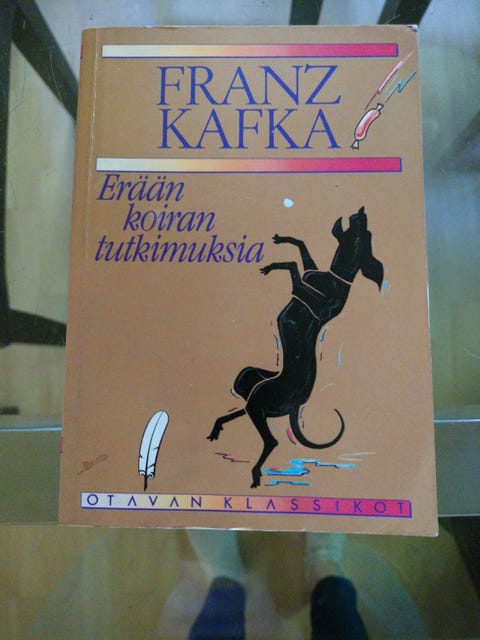 FRANZ
KAFKA
Erään
koiran
tutkimuksia
OTAVAN KLASSIKOT